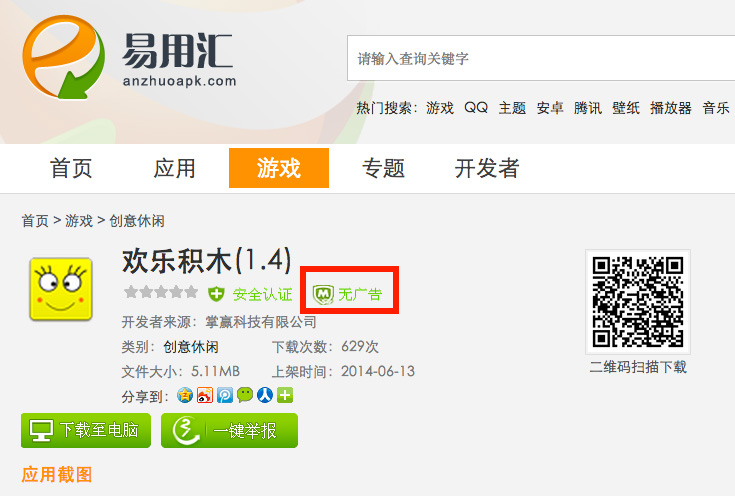 易用汇
anzhuoapk.com
请输入查询关键字
热门搜索: 游戏 QQ 主题 安卓 腾讯 壁纸 播放器 音乐
首页 应用 游戏 专题 开发者
首页 > 游戏 > 创意休闲
欢乐积木(1.4)
安全认证 无广告
开发者来源: 掌赢科技有限公司
类别: 创意休闲 下载次数: 629次
文件大小: 5.11MB 上架时间: 2014-06-13
分享到:
二维码扫描下载
下载至电脑 一键举报
应用截图